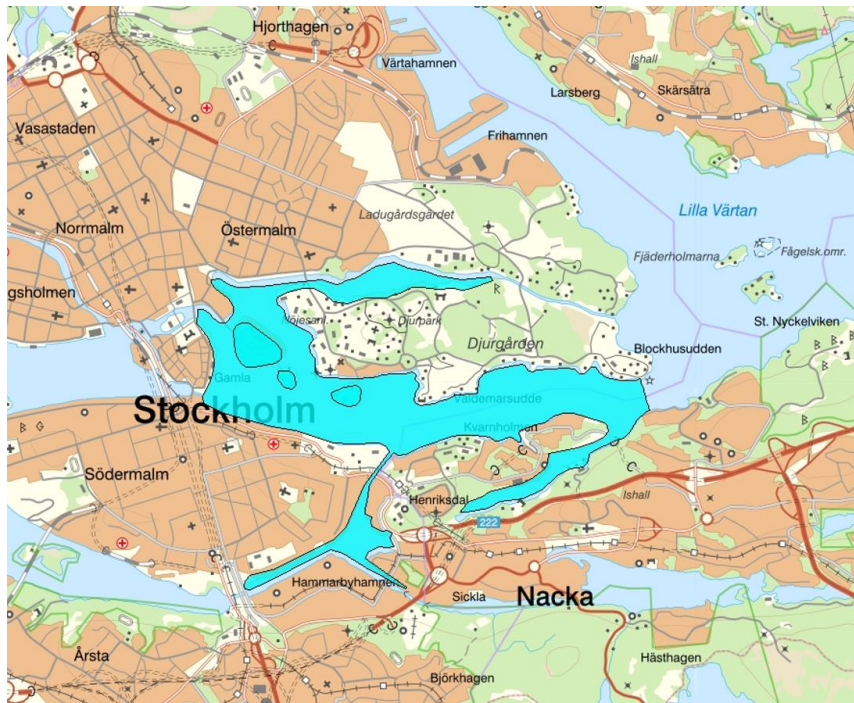 Hjorthagen
Värtahamnen
Ishall
Larsberg
Skärsätra
Vasastaden
Frihamnen
Lilla Värtan
Ladugårdsgärdet
Norrmalm
Östermalm
Fjäderholmarna
Fågelsk.omr.
gsholmen
R
Nöjesanl.
Djurpark
St. Nyckelviken
Djurgården
Blockhusudden
B
B
B
R
Gamla
Stockholm
Valdemarsudde
B G
Kvarnholmen
Södermalm
Henriksdal
Ishall
222
Hammarbyhamnen
Sickla
Nacka
Årsta
Hästhagen
Björkhagen